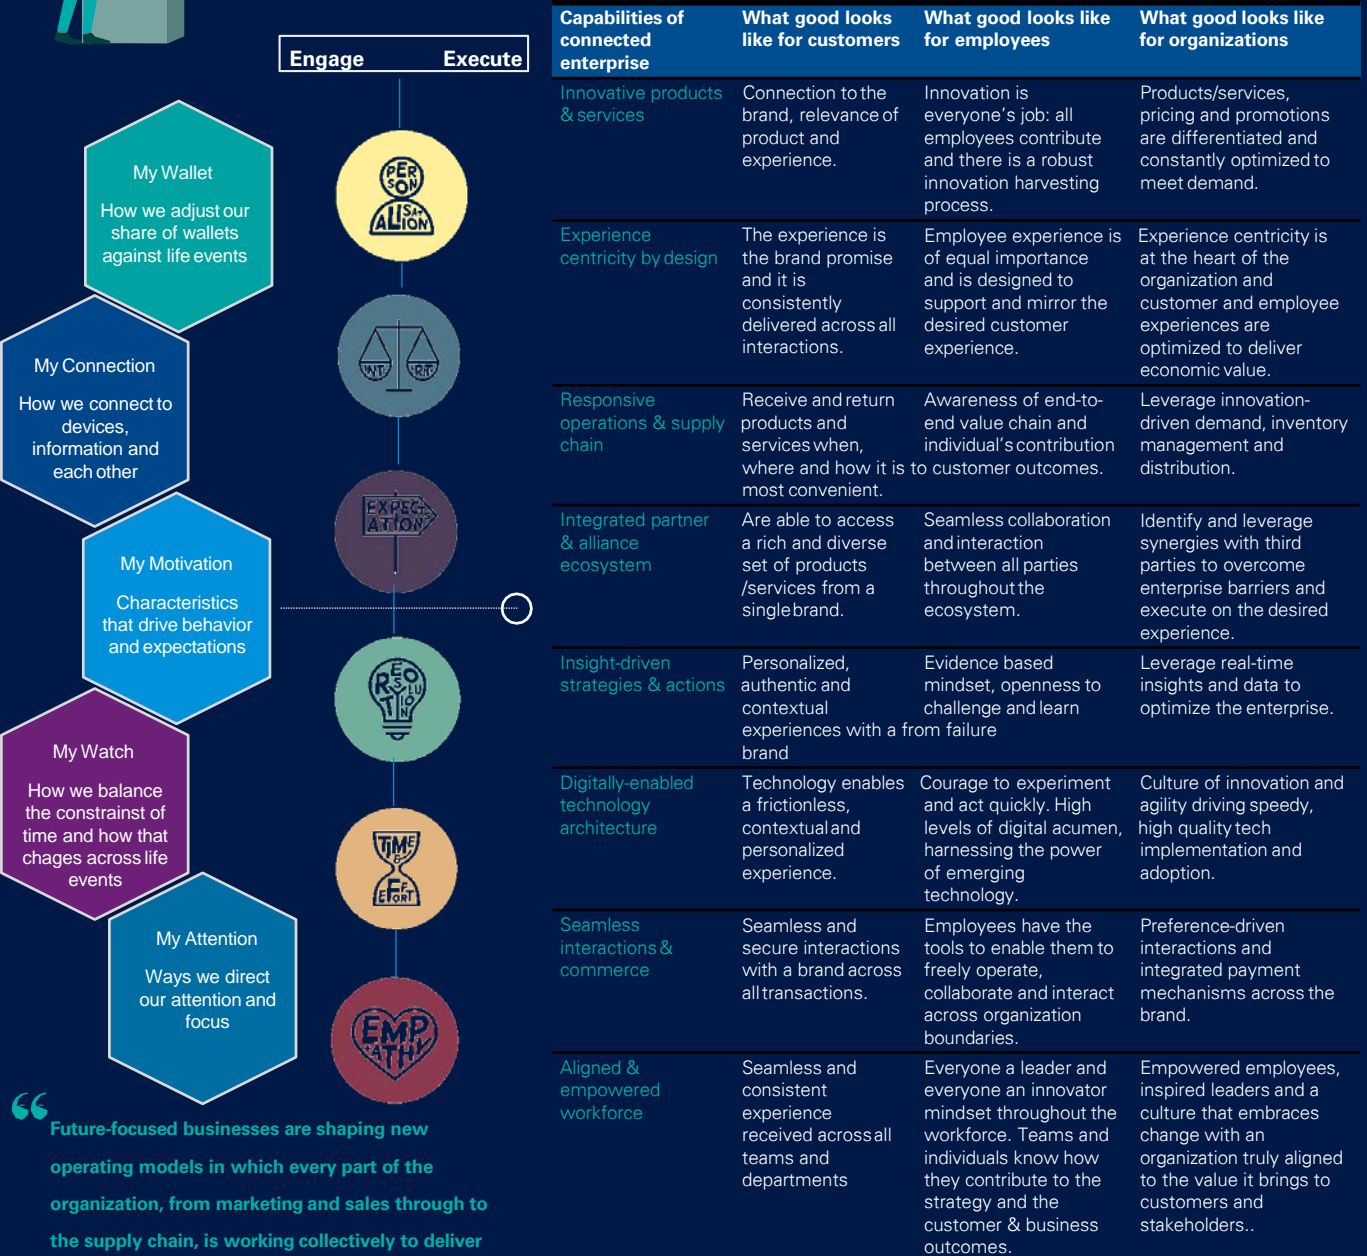 Engage Execute
My Wallet
How we adjust our
share of wallets
against life events
My Connection
How we connect to
devices,
information and
each other
My Motivation
Characteristics
that drive behavior
and expectations
My Watch
How we balance
the constrainst of
time and how that
chages across life
events
My Attention
Ways we direct
our attention and
focus
PER
SON
ALISAT
ION
INT
EGRITY
EXPECT
ATION
RESOLUTION
TIME
&
EFFORT
EMP
ATHY
Capabilities of
connected
enterprise
What good looks
like for customers
What good looks like
for employees
What good looks like
for organizations
Innovative products
& services
Connection to the
brand, relevance of
product and
experience.
Innovation is
everyone's job: all
employees contribute
and there is a robust
innovation harvesting
process.
Products/services,
pricing and promotions
are differentiated and
constantly optimized to
meet demand.
Experience
centricity by design
The experience is
the brand promise
and it is
consistently
delivered across all
interactions.
Employee experience is
of equal importance
and is designed to
support and mirror the
desired customer
experience.
Experience centricity is
at the heart of the
organization and
customer and employee
experiences are
optimized to deliver
economic value.
Responsive
operations & supply
chain
Receive and return
products and
services when,
where and how it is
most convenient.
Awareness of end-to-
end value chain and
individual's contribution
to customer outcomes.
Leverage innovation-
driven demand, inventory
management and
distribution.
Integrated partner
& alliance
ecosystem
Are able to access
a rich and diverse
set of products
/services from a
single brand.
Seamless collaboration
and interaction
between all parties
throughout the
ecosystem.
Identify and leverage
synergies with third
parties to overcome
enterprise barriers and
execute on the desired
experience.
Insight-driven
strategies & actions
Personalized,
authentic and
contextual
experiences with a
brand
Evidence based
mindset, openness to
challenge and learn
from failure
Leverage real-time
insights and data to
optimize the enterprise.
Digitally-enabled
technology
architecture
Technology enables
a frictionless,
contextual and
personalized
experience.
Courage to experiment
and act quickly. High
levels of digital acumen,
harnessing the power
of emerging
technology.
Culture of innovation and
agility driving speedy,
high quality tech
implementation and
adoption.
Seamless
interactions &
commerce
Seamless and
secure interactions
with a brand across
all transactions.
Employees have the
tools to enable them to
freely operate,
collaborate and interact
across organization
boundaries.
Preference-driven
interactions and
integrated payment
mechanisms across the
brand.
Aligned &
empowered
workforce
Seamless and
consistent
experience
received across all
teams and
departments
Everyone a leader and
everyone an innovator
mindset throughout the
workforce. Teams and
individuals know how
they contribute to the
strategy and the
customer & business
outcomes.
Empowered employees,
inspired leaders and a
culture that embraces
change with an
organization truly aligned
to the value it brings to
customers and
stakeholders..
“
Future-focused businesses are shaping new
operating models in which every part of the
organization, from marketing and sales through to
the supply chain, is working collectively to deliver